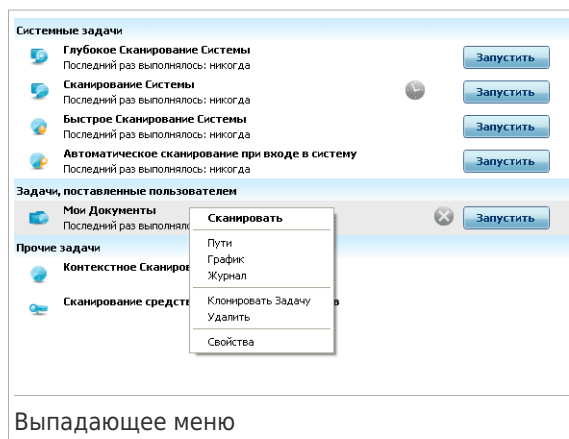 Системные задачи
Глубокое Сканирование Системы
Последний раз выполнялось: никогда
Запустить
Сканирование Системы
Последний раз выполнялось: никогда
Запустить
Быстрое Сканирование Системы
Последний раз выполнялось: никогда
Запустить
Автоматическое сканирование при входе в систему
Последний раз выполнялось: никогда
Запустить
Задачи, поставленные пользователем
Мои Документы
Последний раз выполнял
Запустить
Сканировать
Пути
График
Журнал
Клонировать Задачу
Удалить
Свойства
Прочие задачи
Контекстное Сканиров
Сканирование средст
в
Выпадающее меню